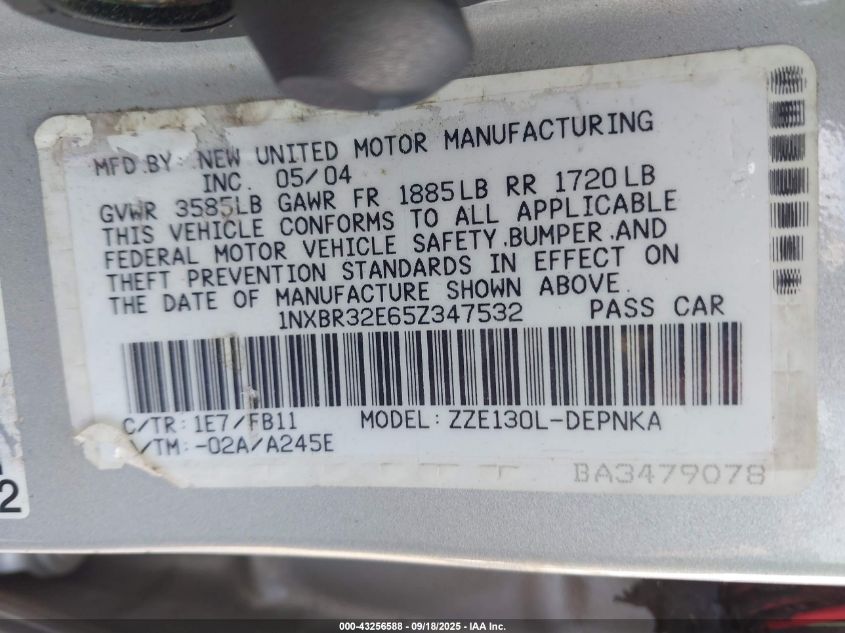 MFD.BY: NEW UNITED MOTOR MANUFACTURING
INC. 05/04
GVWR 3585LB GAWR FR 1885LB RR 1720LB
THIS VEHICLE CONFORMS TO ALL APPLICABLE
FEDERAL MOTOR VEHICLE SAFETY,BUMPER,AND
THEFT PREVENTION STANDARDS IN EFFECT ON
THE DATE OF MANUFACTURE SHOWN ABOVE.
1NXBR32E65Z347532 PASS CAR
C/TR: 1E7/FB11 MODEL: ZZE130L-DEPNKA
/TM:-02A/A245E
BA3479078
2
000-43256588 - 09/18/2025 - IAA Inc.